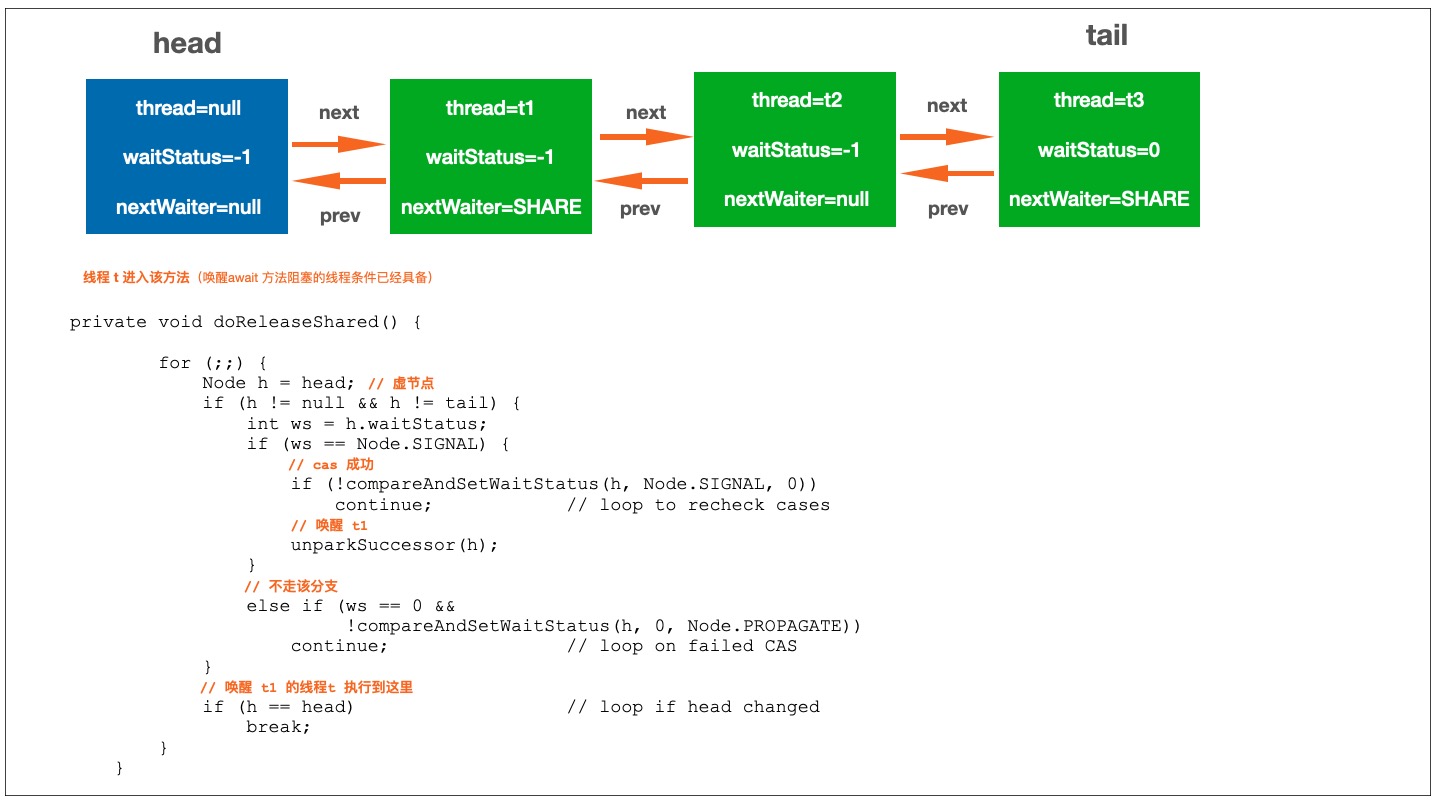 head
tail
thread=null
waitStatus=-1
nextWaiter=null
next
prev
thread=t1
waitStatus=-1
nextWaiter=SHARE
next
prev
thread=t2
waitStatus=-1
nextWaiter=null
next
prev
thread=t3
waitStatus=0
nextWaiter=SHARE
线程 t 进入该方法（唤醒await 方法阻塞的线程条件已经具备）
private void doReleaseShared() {
for (;;) {
Node h = head; // 虚节点
if (h != null && h != tail) {
int ws = h.waitStatus;
if (ws == Node.SIGNAL) {
// cas 成功
if (!compareAndSetWaitStatus(h, Node.SIGNAL, 0))
continue; // loop to recheck cases
// 唤醒 t1
unparkSuccessor(h);
}
// 不走该分支
else if (ws == 0 &&
!compareAndSetWaitStatus(h, 0, Node.PROPAGATE))
continue; // loop on failed CAS
}
// 唤醒 t1 的线程t 执行到这里
if (h == head) // loop if head changed
break;
}
}